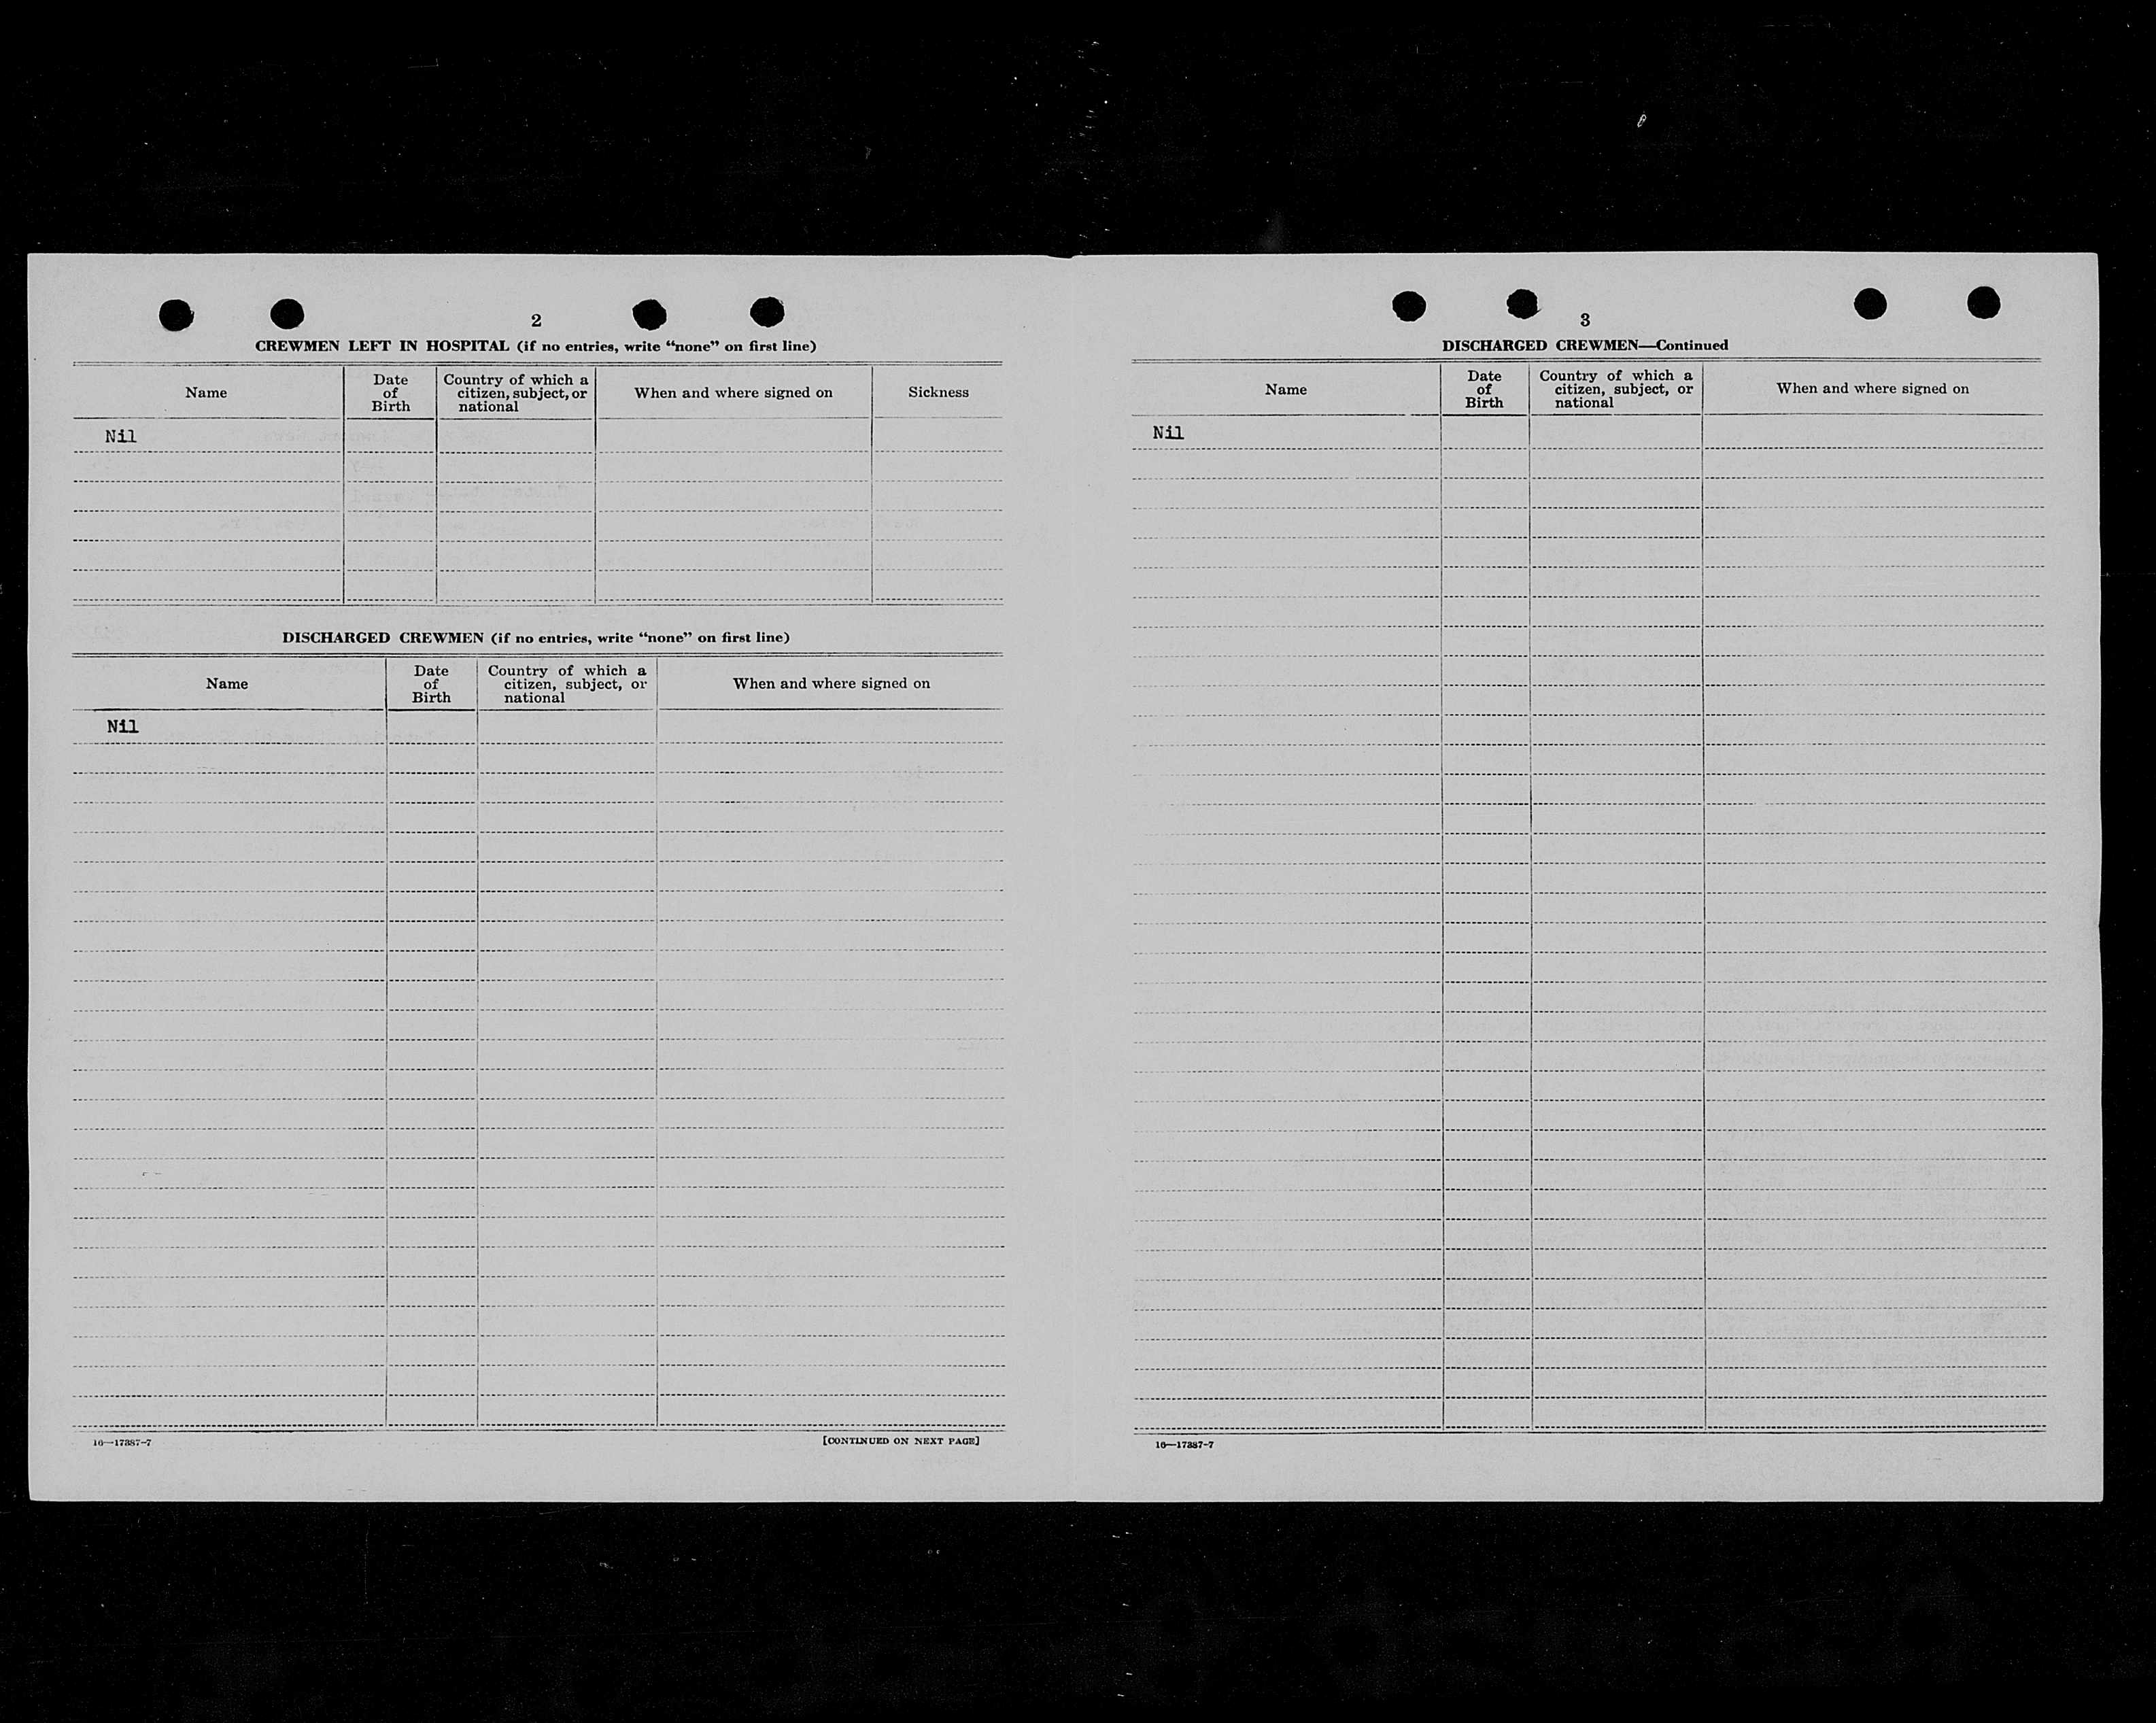 2
CREWMEN LEFT IN HOSPITAL (if no entries, write “none” on first line)
Name
Date of Birth
Country of which a citizen, subject, or national
When and where signed on
Sickness
Nil
DISCHARGED CREWMEN (if no entries, write “none” on first line)
Name
Date of Birth
Country of which a citizen, subject, or national
When and where signed on
Nil
16—17387-7
[CONTINUED ON NEXT PAGE]
3
DISCHARGED CREWMEN—Continued
Name
Date of Birth
Country of which a citizen, subject, or national
When and where signed on
Nil
16—17387-7